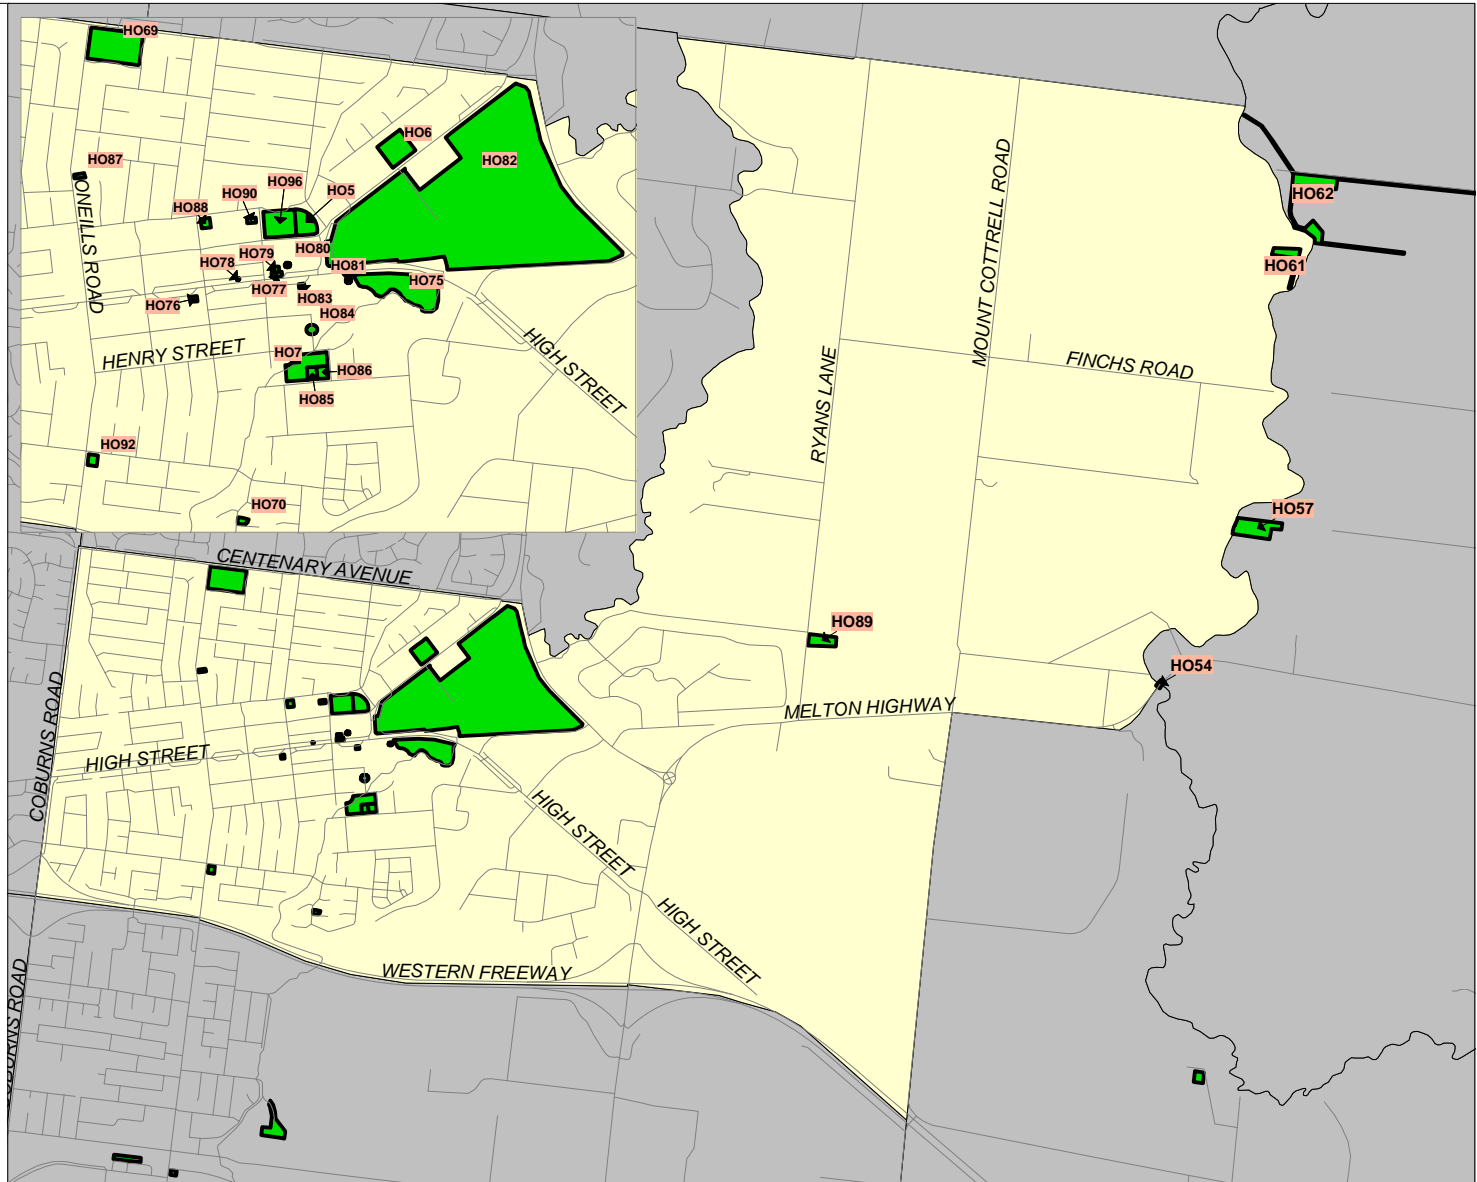 HO69
HO6
HO82
HO87
HO96
HO90
HO5
HO88
ONEILLS ROAD
HO80
HO79
HO78
HO81
HO77
HO75
HO83
HO76
HO84
HENRY STREET
HO7
HO86
HO85
HIGH STREET
HO92
HO70
MOUNT COTTRELL ROAD
HO62
HO61
RYANS LANE
FINCHS ROAD
HO57
CENTENARY AVENUE
HO89
HO54
MELTON HIGHWAY
COBURNS ROAD
HIGH STREET
HIGH STREET
HIGH STREET
WESTERN FREEWAY
OBURNS ROAD